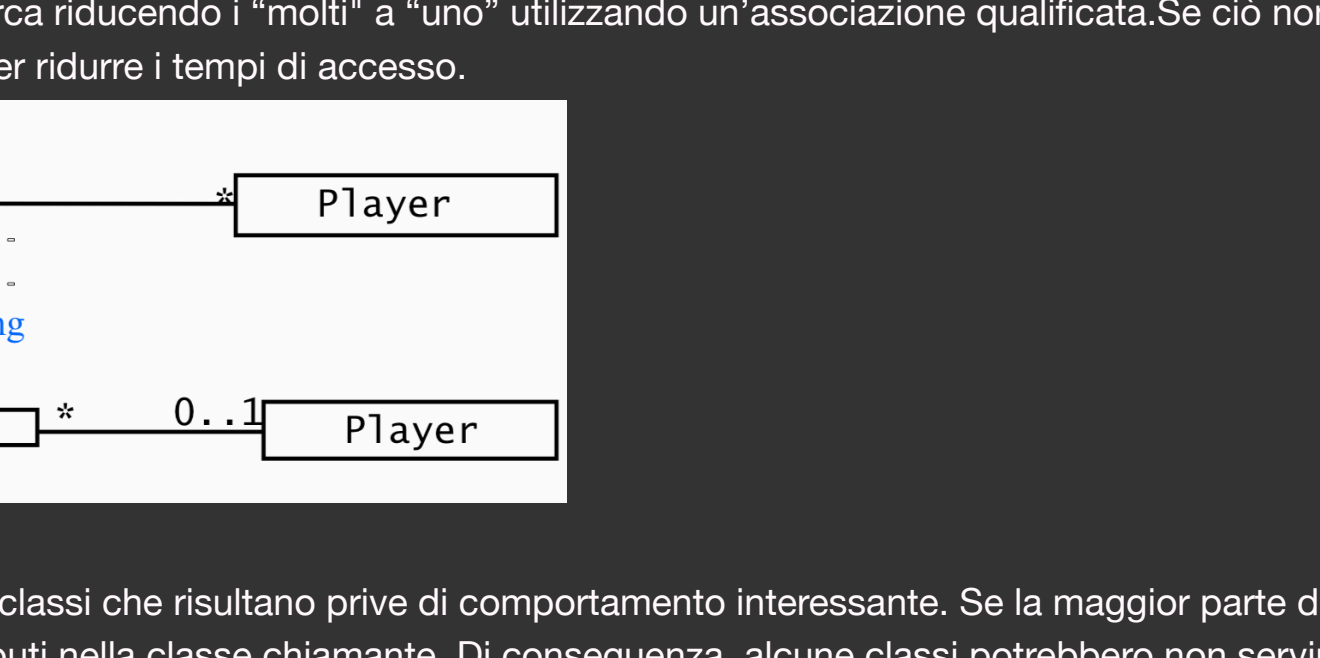 rca riducendo i “molti" a “uno” utilizzando un’associazione qualificata.Se ciò non
er ridurre i tempi di accesso.
* Player
ng
* 0..1 Player
classi che risultano prive di comportamento interessante. Se la maggior parte d
outi nella classe chiamante. Di conseguenza, alcune classi potrebbero non servir